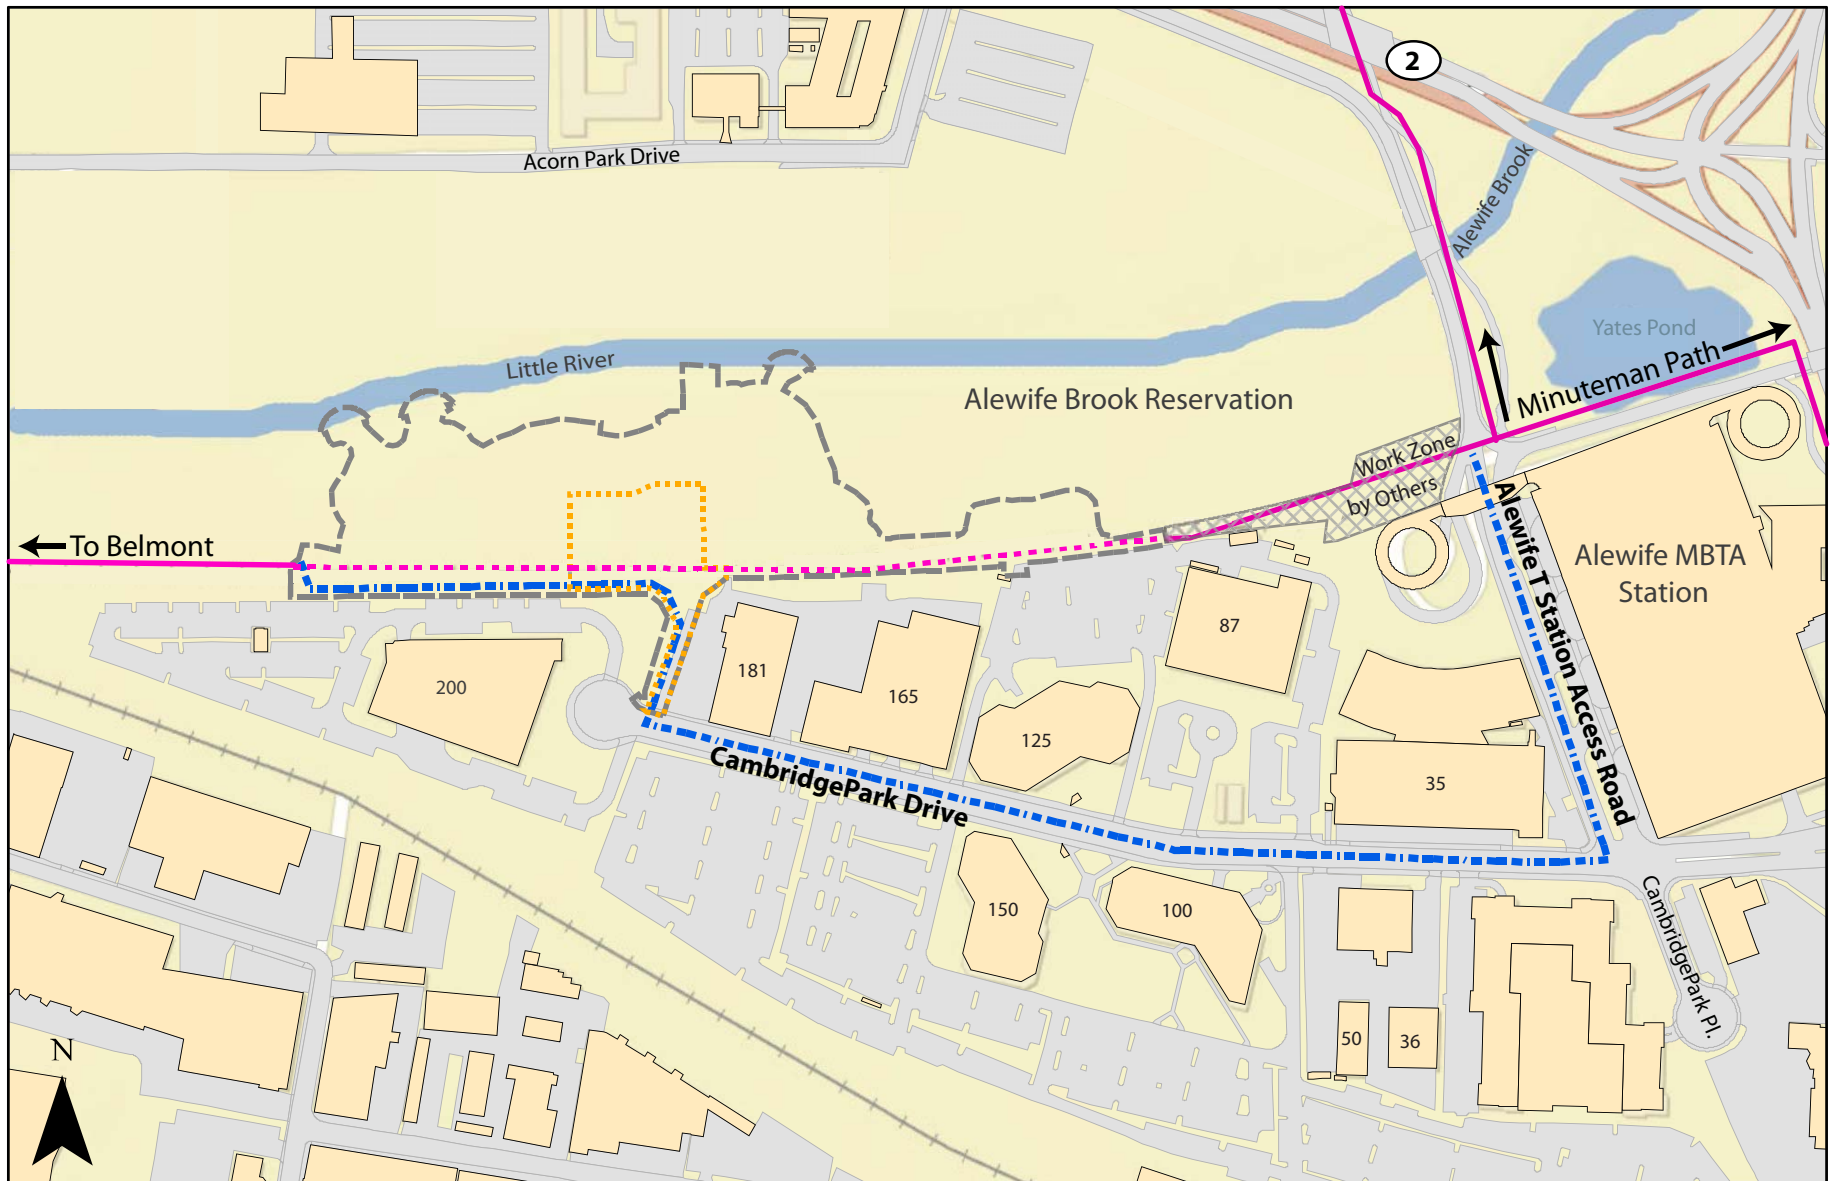 2
Acorn Park Drive
Alewife Brook
Yates Pond
Little River
Minuteman Path
Alewife Brook Reservation
Work Zone
by Others
To Belmont
Alewife T Station Access Road
Alewife MBTA
Station
87
181
200
165
125
CambridgePark Drive
35
150
100
CambridgePark Pl.
50
36
N